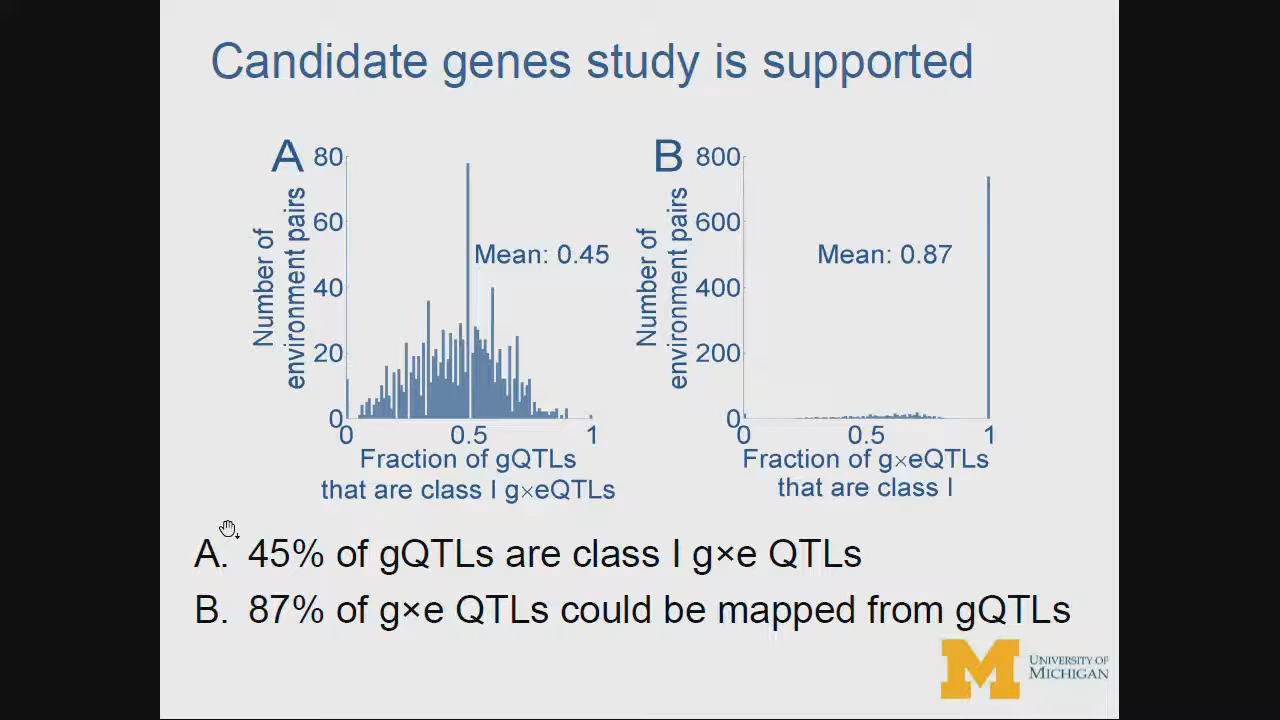 Candidate genes study is supported
A
80
60
40
20
0
0
0.5
1
Number of
environment pairs
Mean: 0.45
Fraction of gQTLs
that are class I g×eQTLs
B
800
600
400
200
0
0
0.5
1
Number of
environment pairs
Mean: 0.87
Fraction of g×eQTLs
that are class I
A. 45% of gQTLs are class I g×e QTLs
B. 87% of g×e QTLs could be mapped from gQTLs
M
UNIVERSITY OF
MICHIGAN